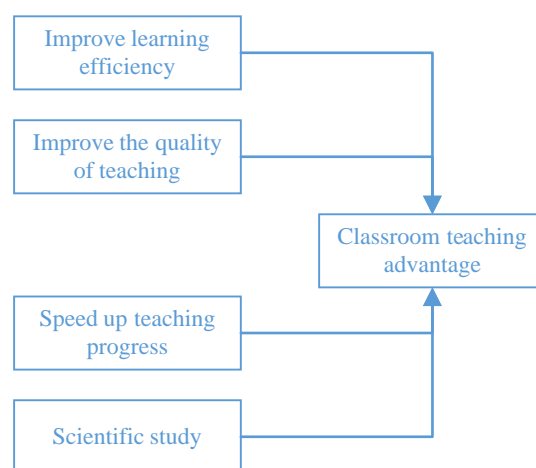 Improve learning
efficiency
Improve the quality
of teaching
Classroom teaching
advantage
Speed up teaching
progress
Scientific study